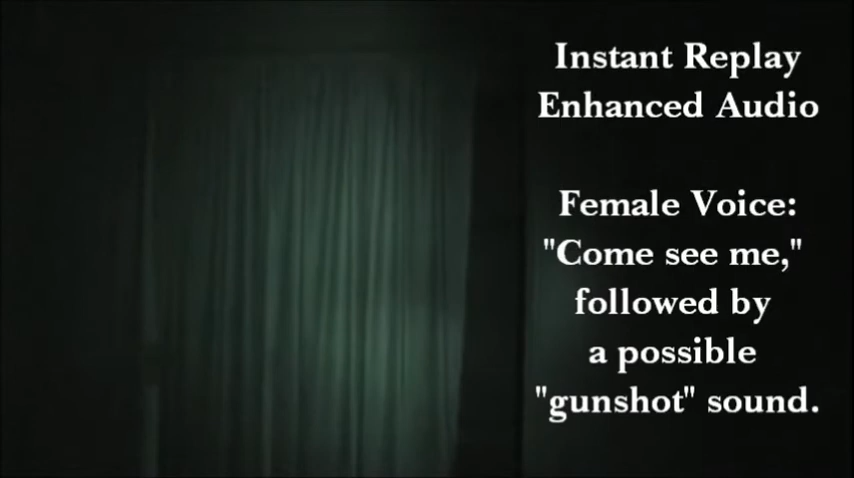 Instant Replay
Enhanced Audio
Female Voice:
"Come see me,"
followed by
a possible
"gunshot" sound.